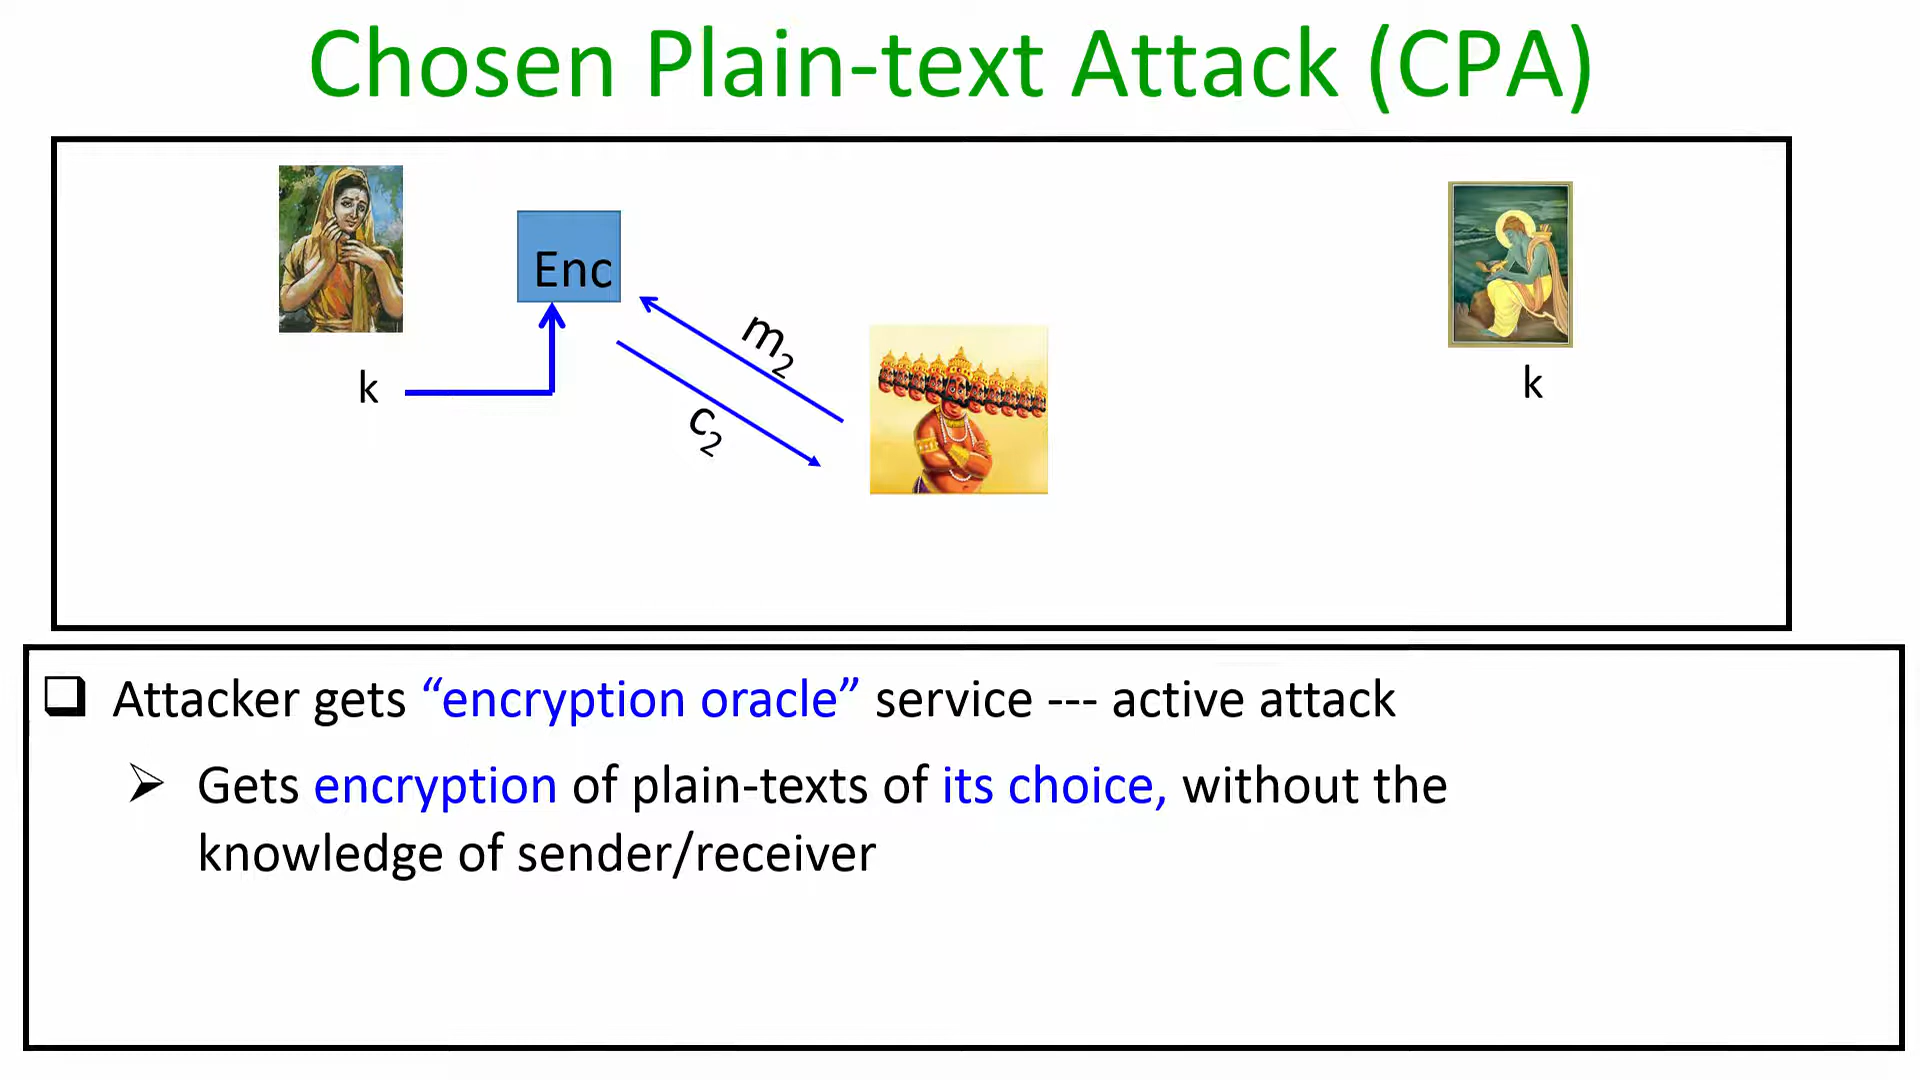 Chosen Plain-text Attack (CPA)
Enc
m₂
c₂
k
k
Attacker gets “encryption oracle” service --- active attack
Gets encryption of plain-texts of its choice, without the
knowledge of sender/receiver